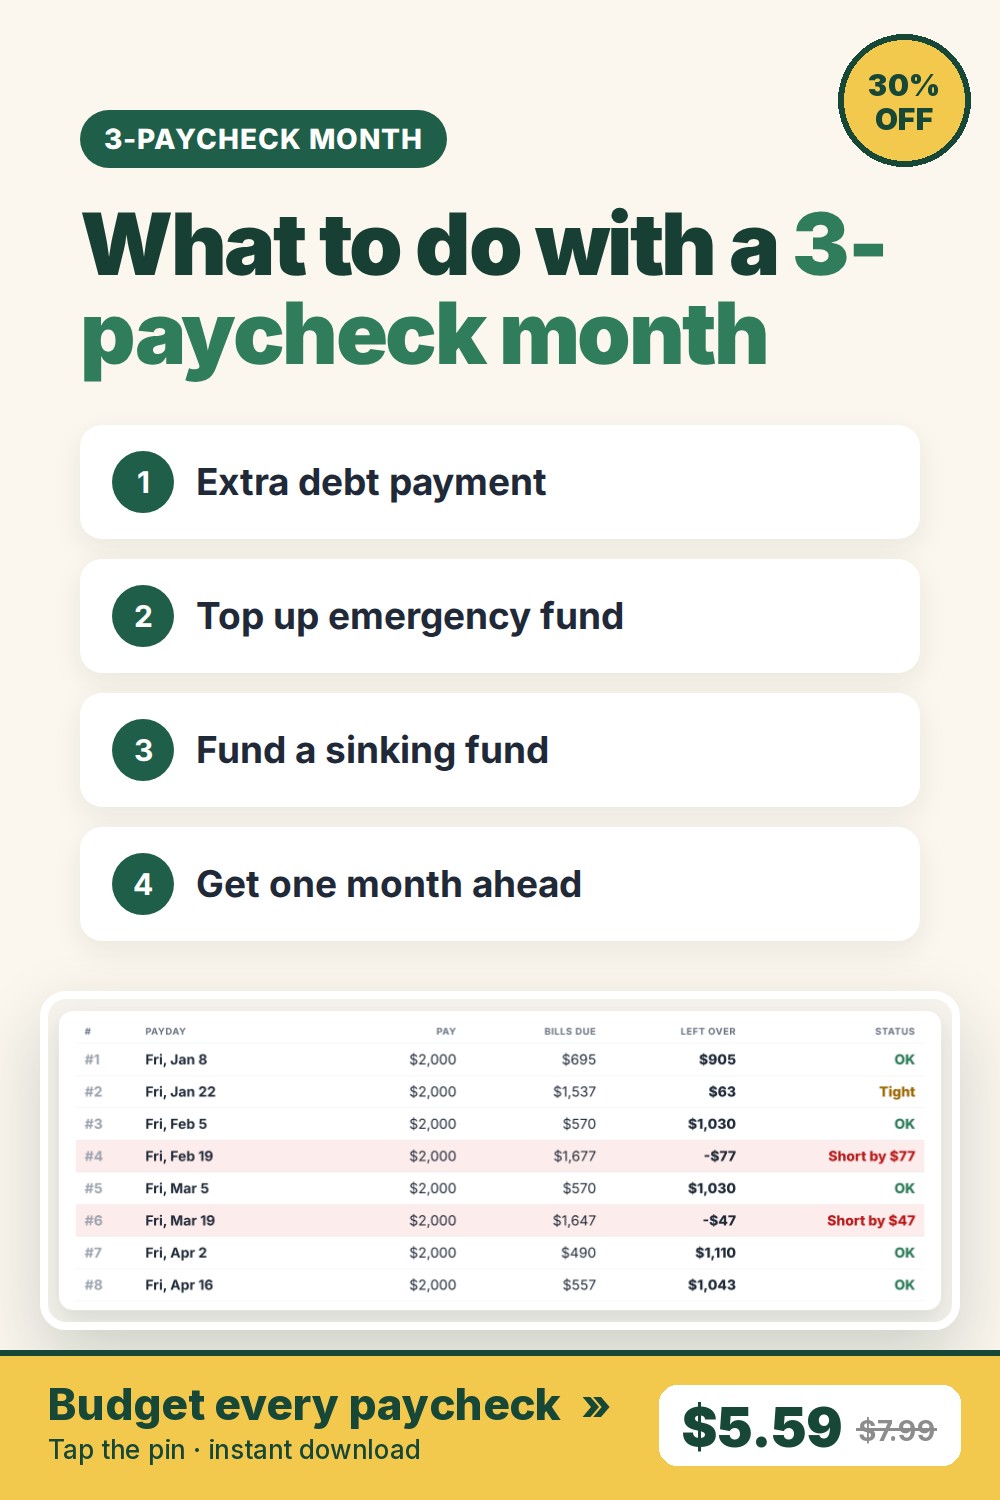 30%
OFF
3-PAYCHECK MONTH
What to do with a 3-
paycheck month
1 Extra debt payment
2 Top up emergency fund
3 Fund a sinking fund
4 Get one month ahead
# PAYDAY PAY BILLS DUE LEFT OVER STATUS
#1 Fri, Jan 8 $2,000 $695 $905 OK
#2 Fri, Jan 22 $2,000 $1,537 $63 Tight
#3 Fri, Feb 5 $2,000 $570 $1,030 OK
#4 Fri, Feb 19 $2,000 $1,677 -$77 Short by $77
#5 Fri, Mar 5 $2,000 $570 $1,030 OK
#6 Fri, Mar 19 $2,000 $1,647 -$47 Short by $47
#7 Fri, Apr 2 $2,000 $490 $1,110 OK
#8 Fri, Apr 16 $2,000 $557 $1,043 OK
Budget every paycheck »
Tap the pin · instant download
$5.59 $7.99